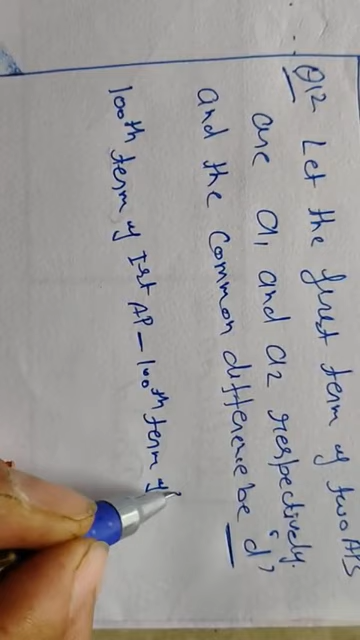 Q12 Let the first term of two APs
are a1 and a2 respectively.
and the common difference be 'd'
100th term of Ist AP - 100th term of